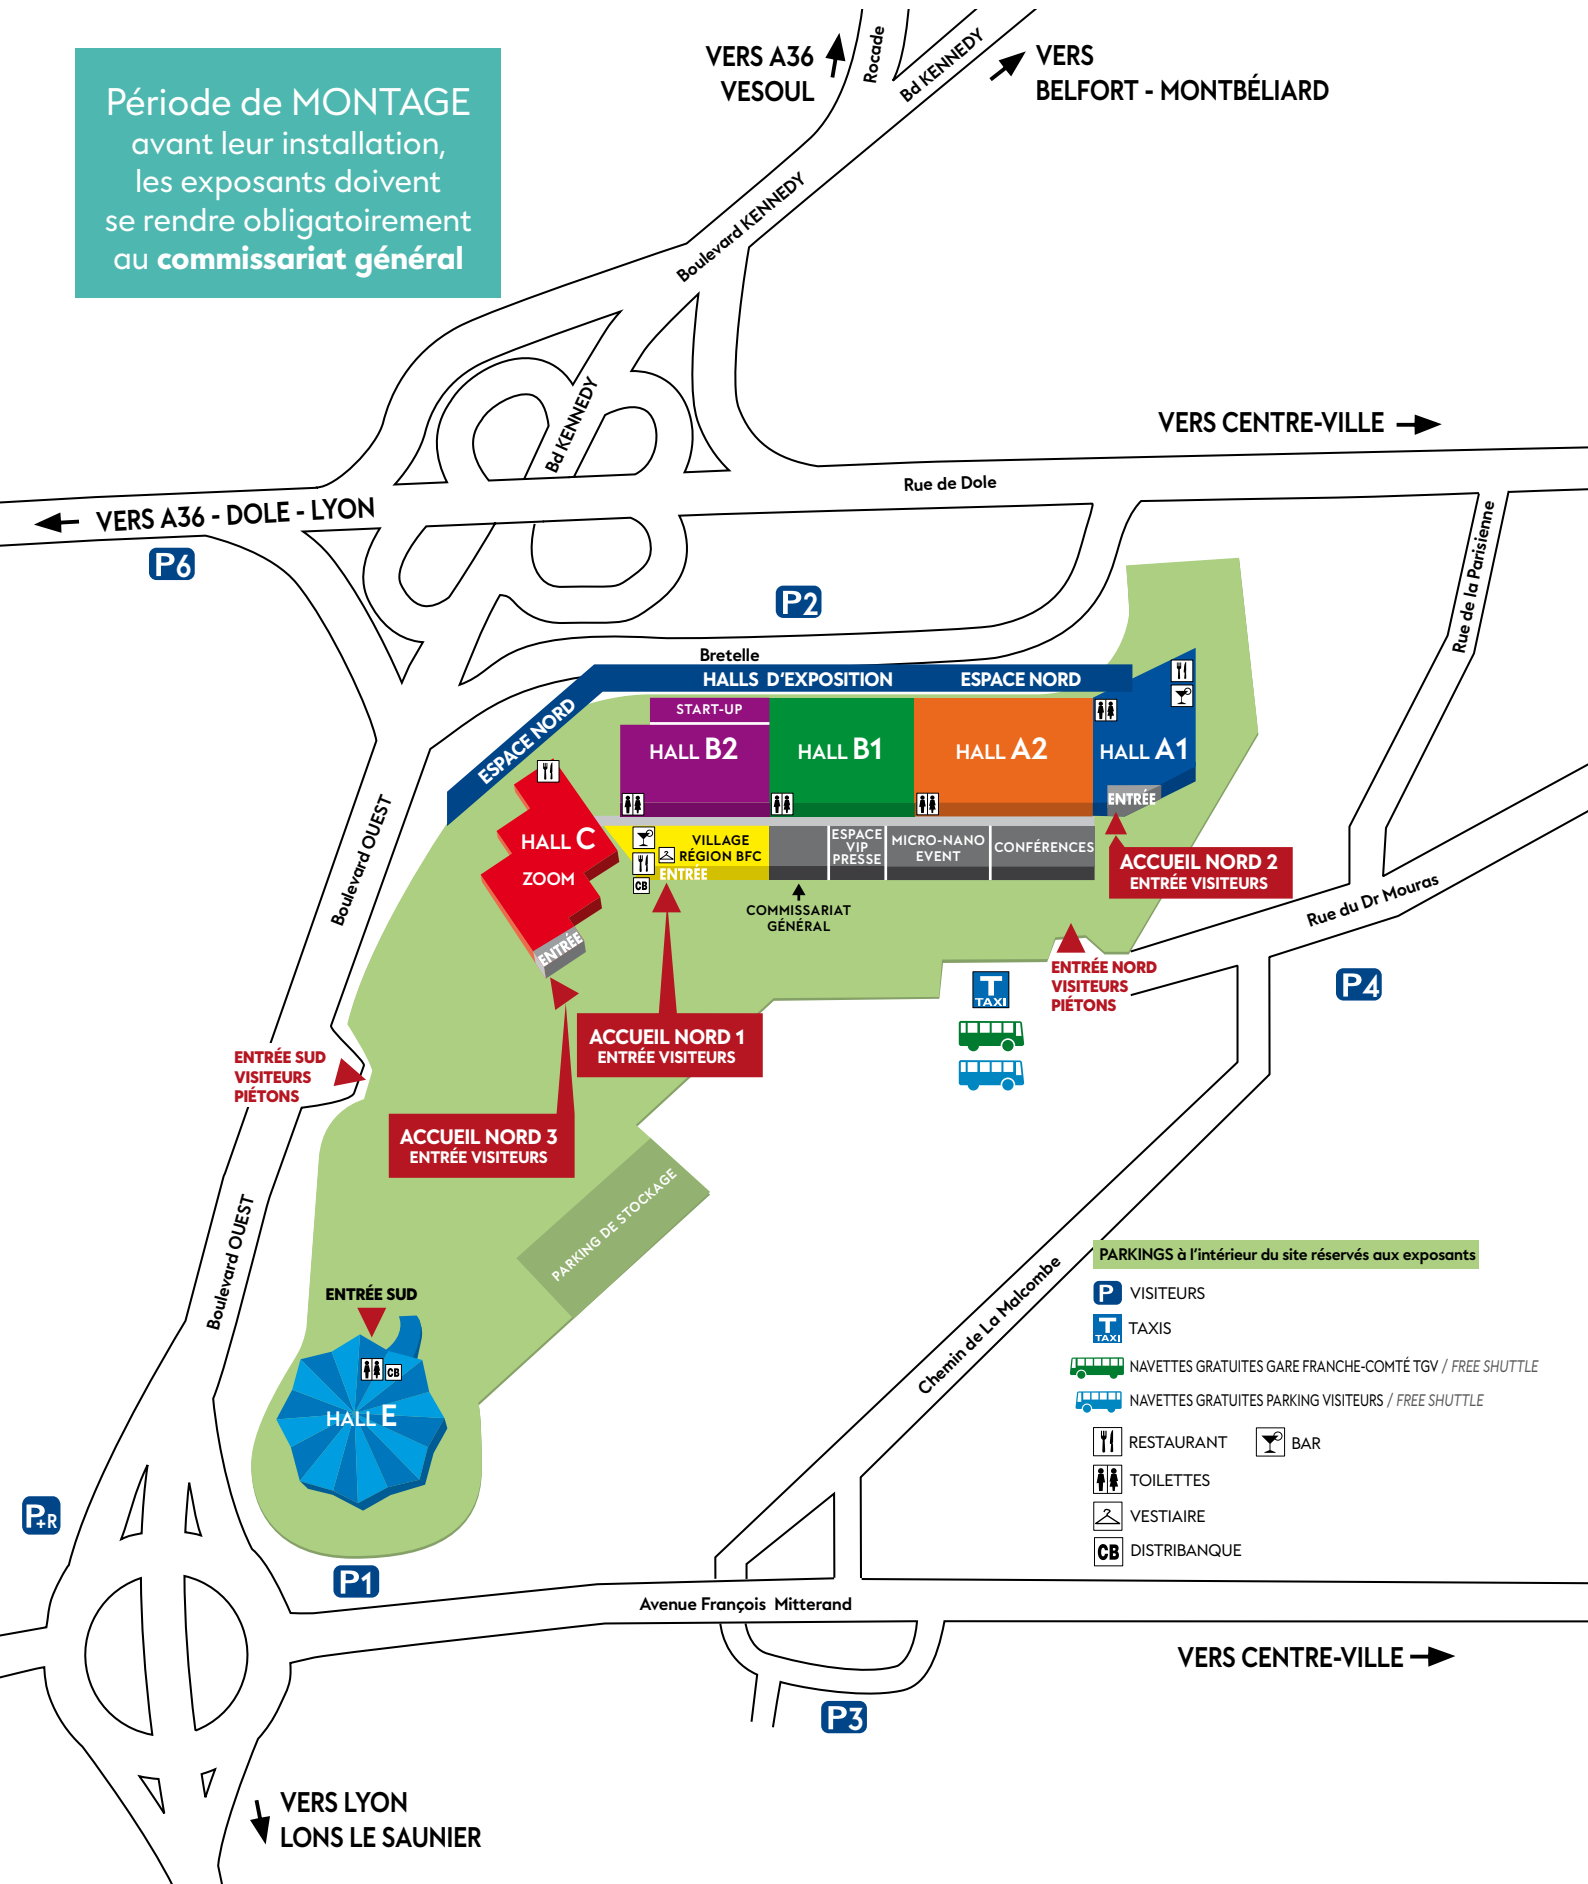 Période de MONTAGE
avant leur installation,
les exposants doivent
se rendre obligatoirement
au commissariat général
VERS A36
VESOUL
Rocade
Bd KENNEDY
VERS
BELFORT - MONTBÉLIARD
Boulevard KENNEDY
Bd KENNEDY
VERS CENTRE-VILLE
Rue de Dole
VERS A36 - DOLE - LYON
P6
P2
Rue de la Parisienne
Bretelle
HALLS D'EXPOSITION
ESPACE NORD
ESPACE NORD
START-UP
HALL B2
HALL B1
HALL A2
HALL A1
ENTRÉE
HALL C
ZOOM
ENTRÉE
VILLAGE
RÉGION BFC
ENTRÉE
CB
ESPACE
VIP
PRESSE
MICRO-NANO
EVENT
CONFÉRENCES
COMMISSARIAT
GÉNÉRAL
ACCUEIL NORD 2
ENTRÉE VISITEURS
Boulevard OUEST
Rue du Dr Mouras
ENTRÉE NORD
VISITEURS
PIÉTONS
T
TAXI
P4
ACCUEIL NORD 1
ENTRÉE VISITEURS
ENTRÉE SUD
VISITEURS
PIÉTONS
ACCUEIL NORD 3
ENTRÉE VISITEURS
PARKING DE STOCKAGE
Boulevard OUEST
ENTRÉE SUD
CB
HALL E
Chemin de La Malcombe
PARKINGS à l'intérieur du site réservés aux exposants
P VISITEURS
T TAXI TAXIS
NAVETTES GRATUITES GARE FRANCHE-COMTÉ TGV / FREE SHUTTLE
NAVETTES GRATUITES PARKING VISITEURS / FREE SHUTTLE
RESTAURANT
BAR
TOILETTES
VESTIAIRE
CB DISTRIBANQUE
P+R
P1
Avenue François Mitterand
VERS CENTRE-VILLE
P3
VERS LYON
LONS LE SAUNIER